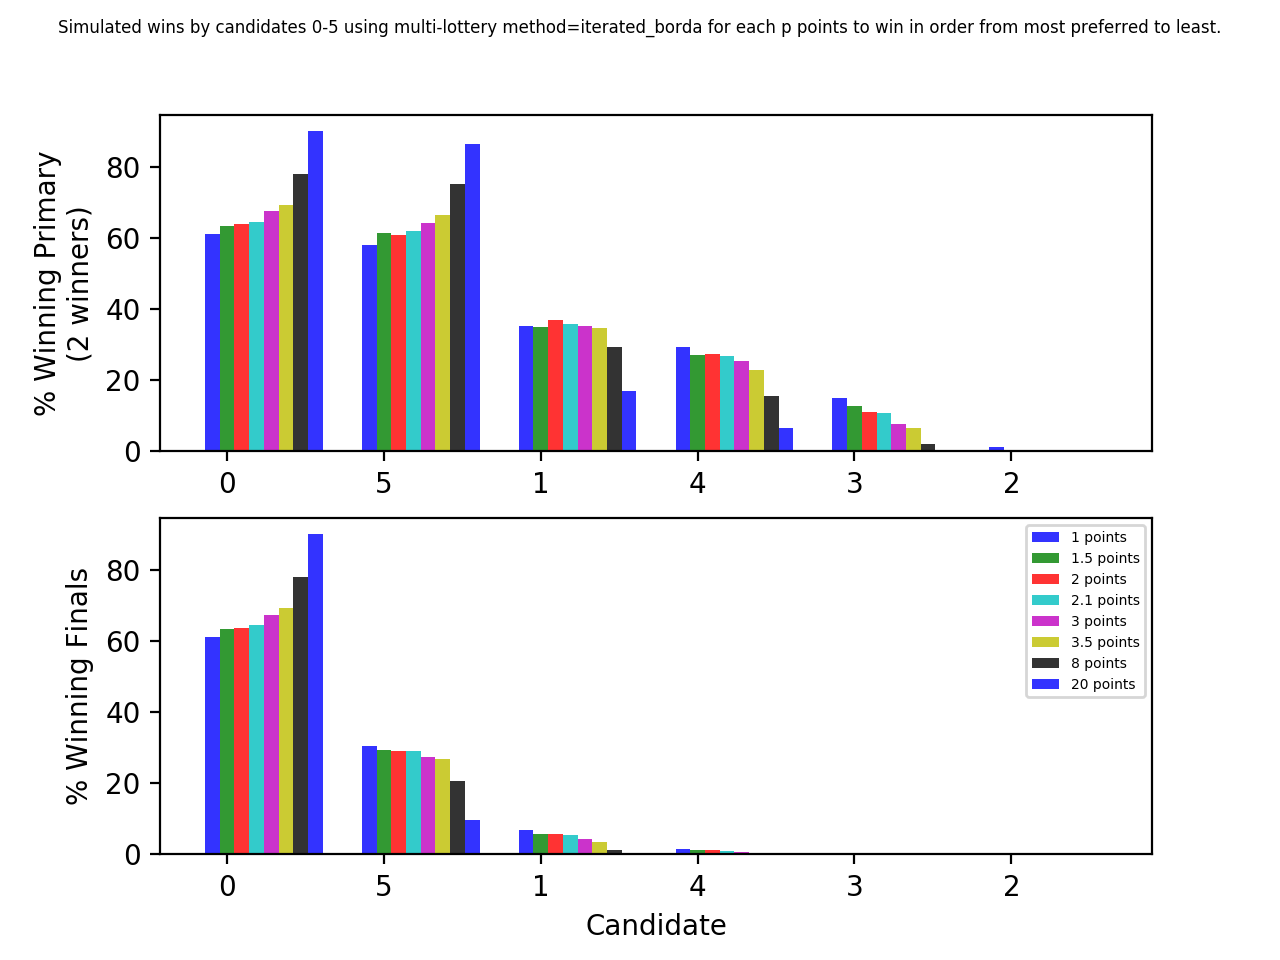 Simulated wins by candidates 0-5 using multi-lottery method=iterated_borda for each p points to win in order from most preferred to least.
% Winning Primary
(2 winners)
80
60
40
20
0
0 5 1 4 3 2
% Winning Finals
80
60
40
20
0
1 points
1.5 points
2 points
2.1 points
3 points
3.5 points
8 points
20 points
0 5 1 4 3 2
Candidate